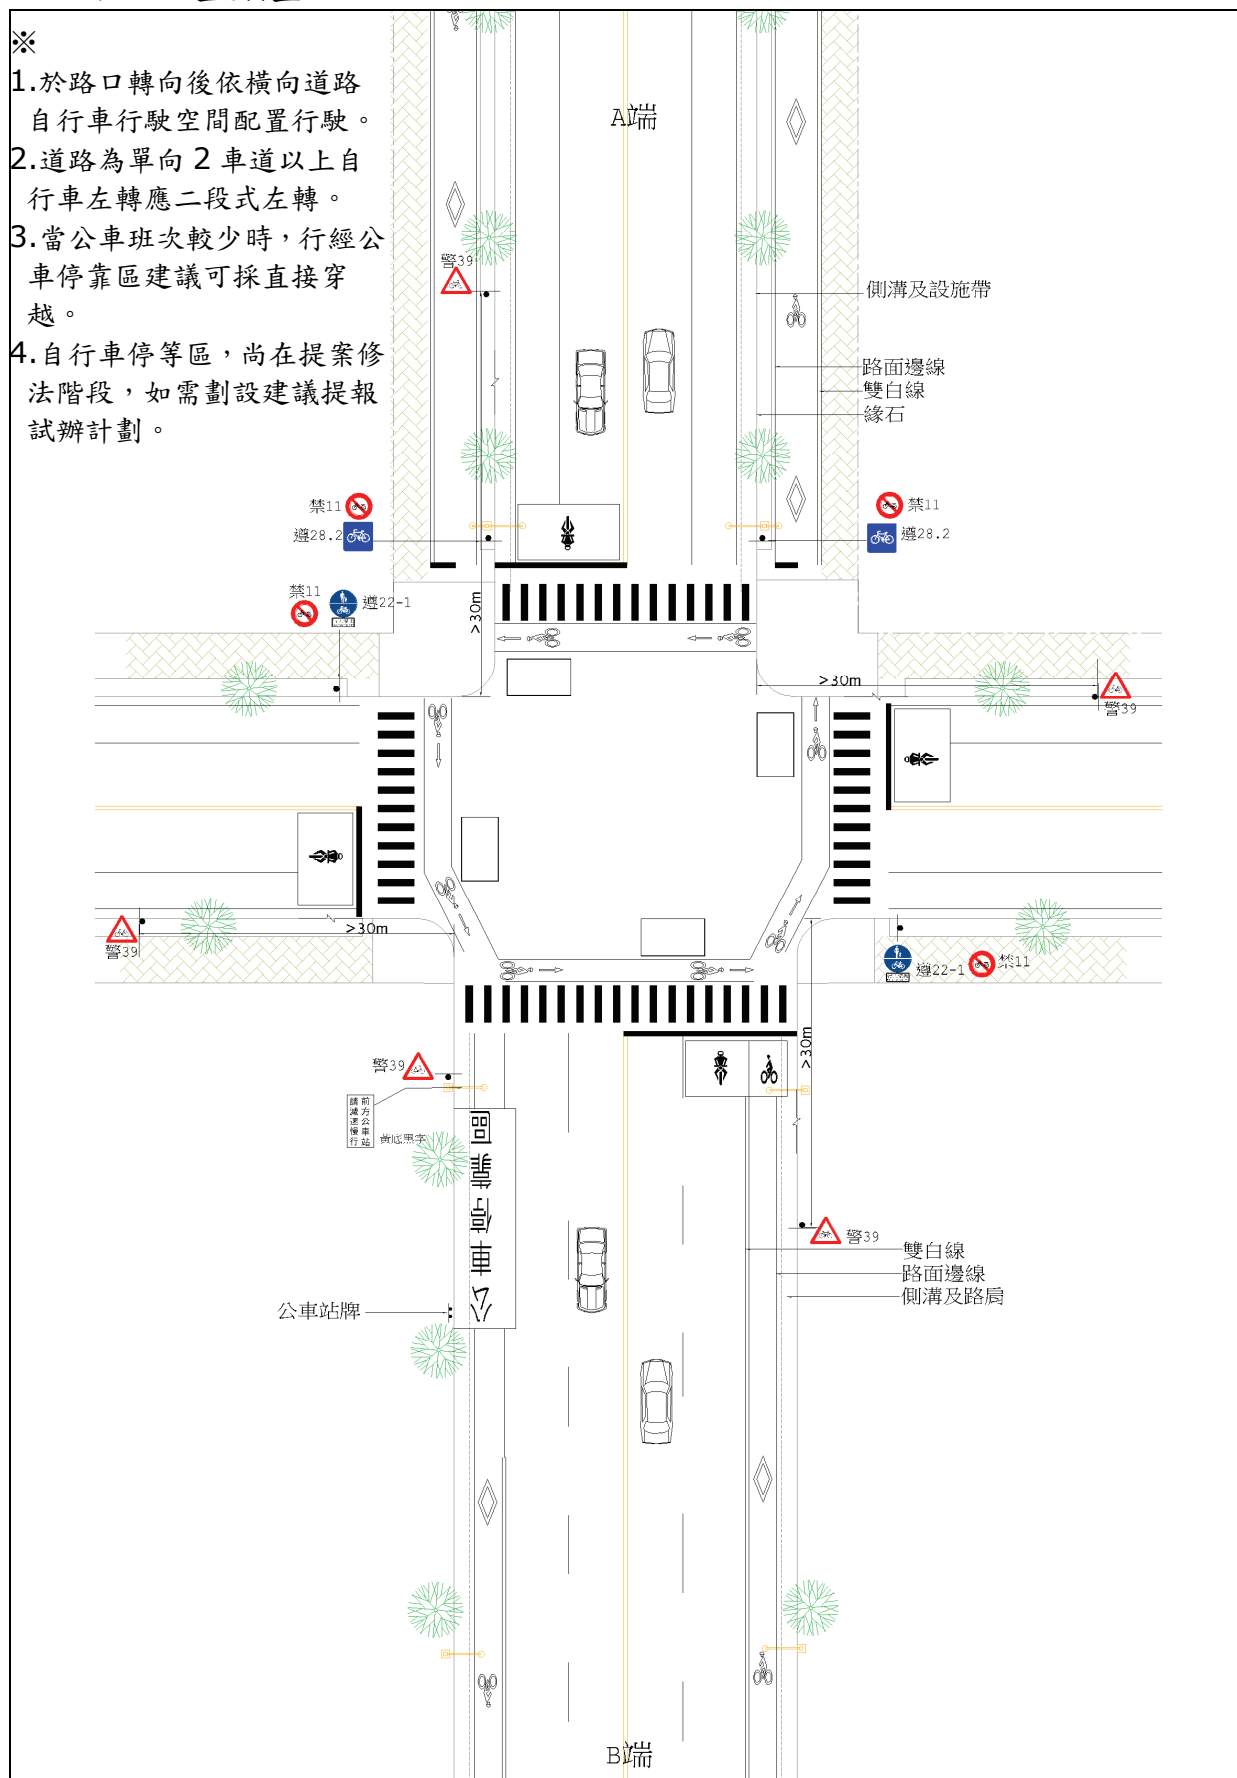 ※
1.於路口轉向後依橫向道路
自行車行駛空間配置行駛。
2.道路為單向 2 車道以上自
行車左轉應二段式左轉。
3.當公車班次較少時，行經公
車停靠區建議可採直接穿
越。
4.自行車停等區，尚在提案修
法階段，如需劃設建議提報
試辦計劃。
A端
警39
側溝及設施帶
路面邊線
雙白線
緣石
禁11
遵28.2
禁11
遵28.2
禁11
遵22-1
>30m
>30m
警39
警39
>30m
遵22-1
禁11
>30m
警39
前方公車站
請減速慢行
黃底黑字
公車停靠區
警39
雙白線
路面邊線
側溝及路肩
公車站牌
B端